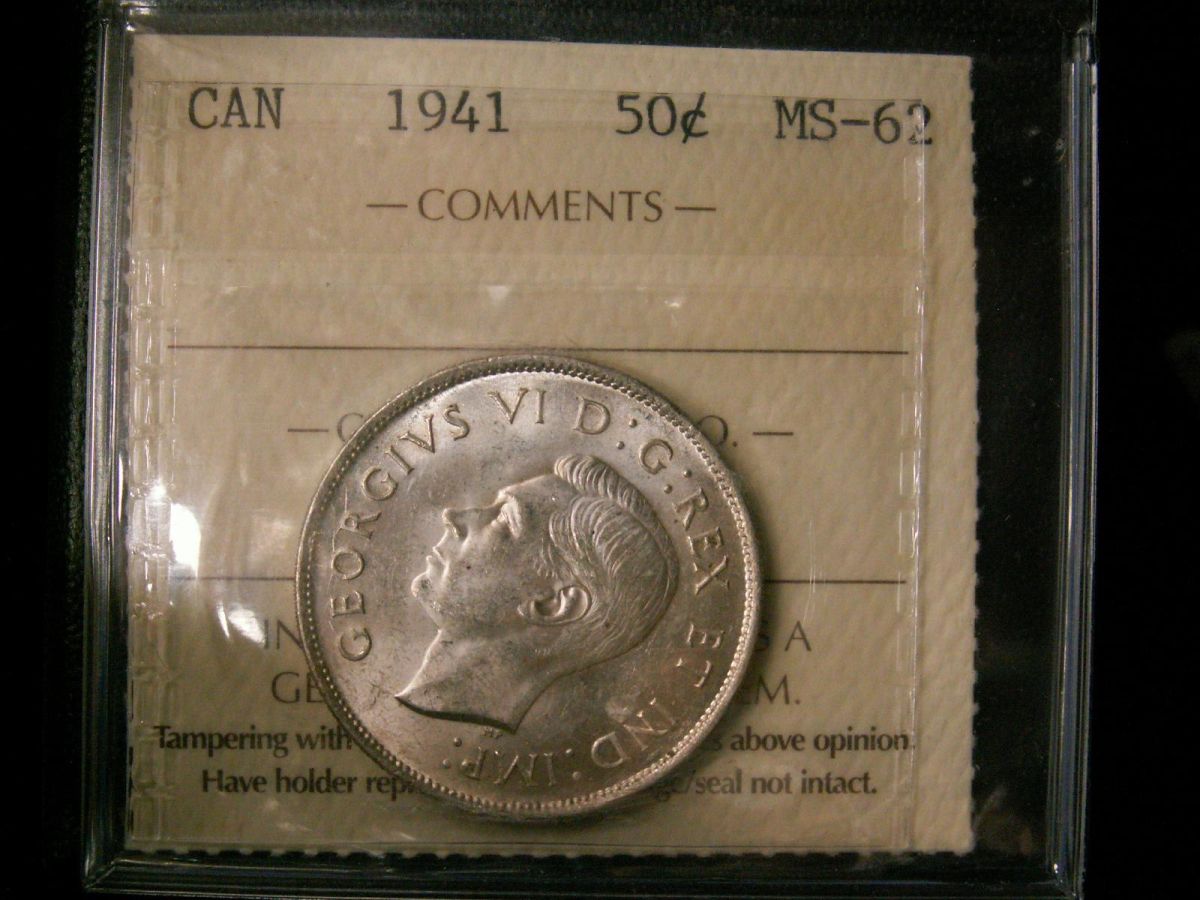 CAN 1941 50¢ MS-62
— COMMENTS —
GEORGIVS VI D:G:REX ET IND:IMP:
Tampering with above opinion.
Have holder /seal not intact.